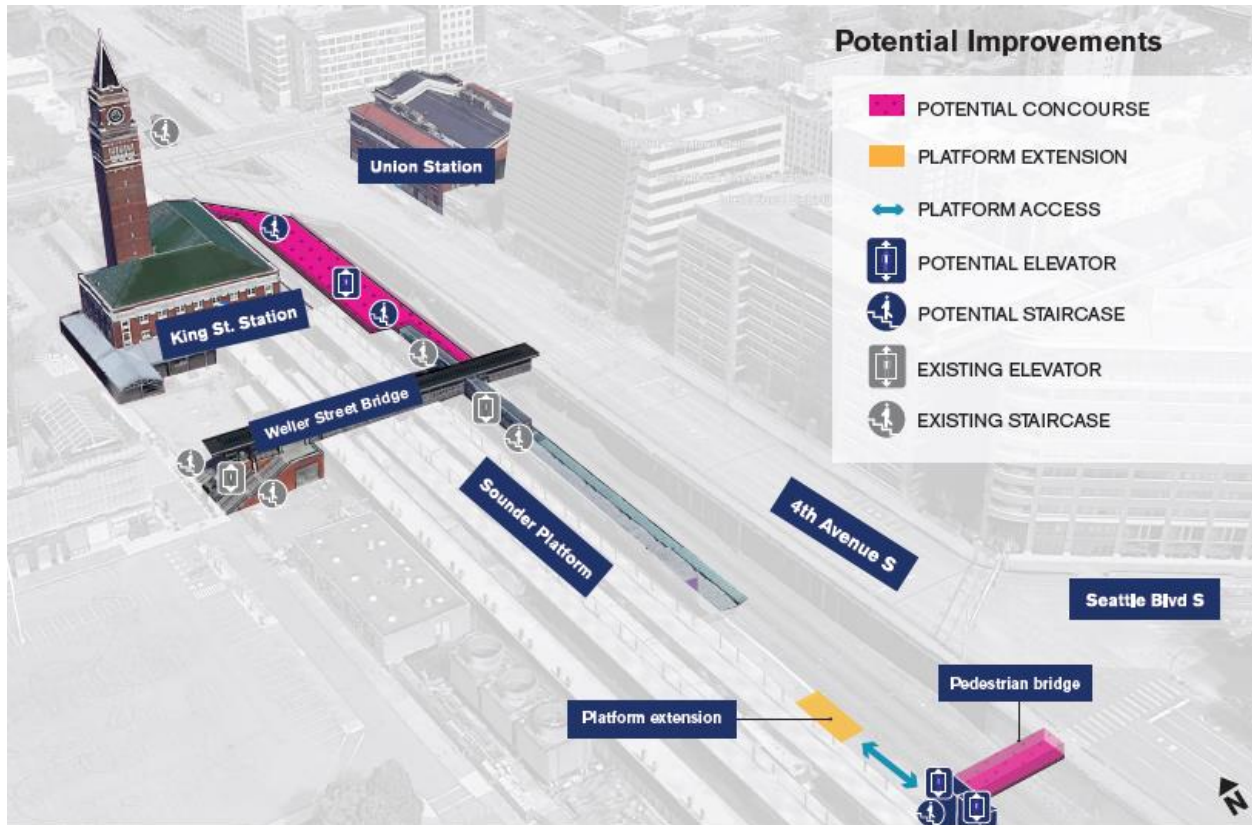 Potential Improvements
POTENTIAL CONCOURSE
PLATFORM EXTENSION
PLATFORM ACCESS
POTENTIAL ELEVATOR
POTENTIAL STAIRCASE
EXISTING ELEVATOR
EXISTING STAIRCASE
Union Station
King St. Station
Weller Street Bridge
Sounder Platform
4th Avenue S
Seattle Blvd S
Pedestrian bridge
Platform extension
N